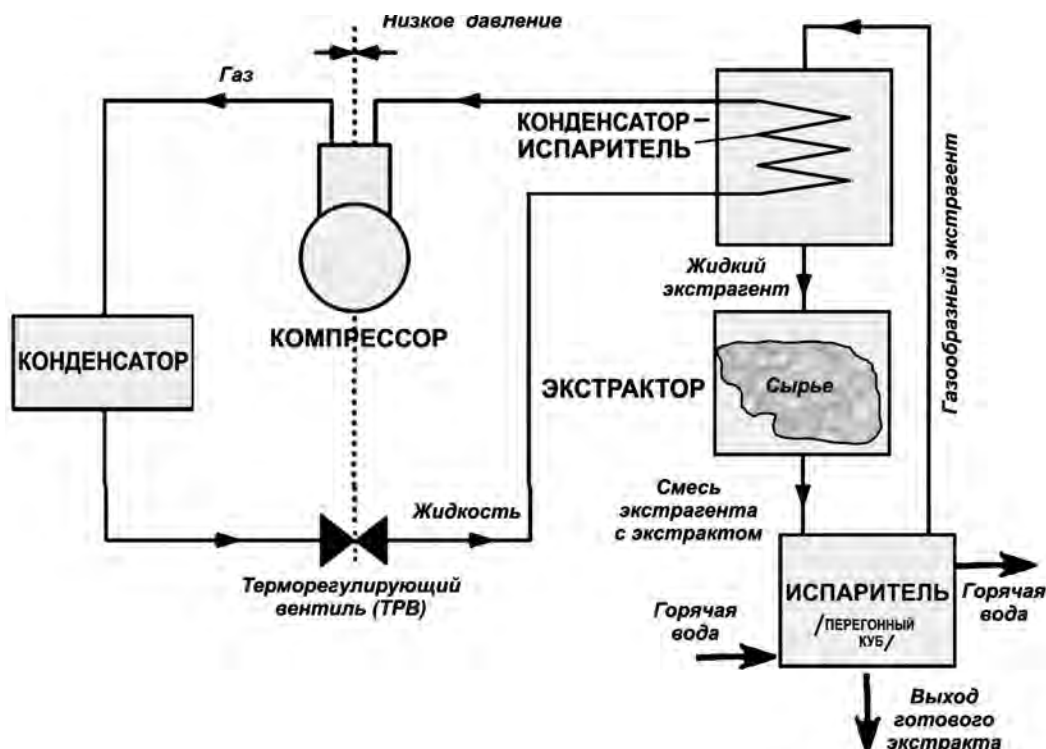 Низкое давление
Газ
КОНДЕНСАТОР–
ИСПАРИТЕЛЬ
Газообразный экстрагент
Жидкий
экстрагент
КОМПРЕССОР
КОНДЕНСАТОР
ЭКСТРАКТОР
Сырье
Смесь
экстрагента
с экстрактом
Жидкость
Терморегулирующий
вентиль (ТРВ)
ИСПАРИТЕЛЬ
/ПЕРЕГОННЫЙ
КУБ/
Горячая
вода
Горячая
вода
Выход
готового
экстракта